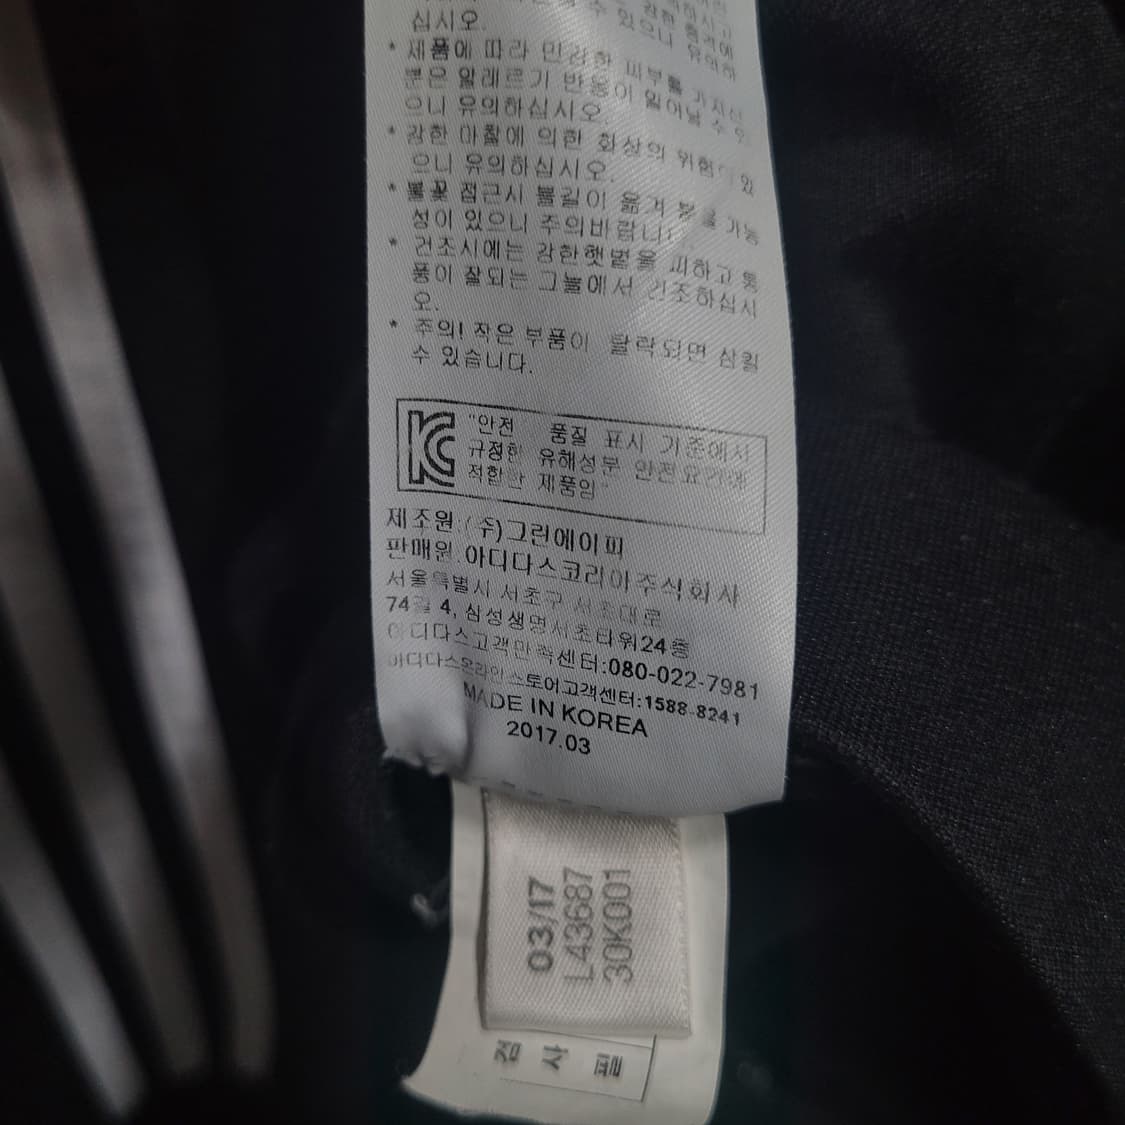 수 있으니 유의하
십시오.
* 제품에 따라 민감한 피부를 가지신
분은 알레르기 반응이 일어날 수 있
으니 유의하십시오.
* 강한 마찰에 의한 화상의 위험이 있
으니 유의하십시오.
* 불꽃 접근시 불길이 옮겨 붙을 가능
성이 있으니 주의바랍니다.
* 건조시에는 강한햇볕을 피하고 통
풍이 잘되는 그늘에서 건조하십시
오.
* 주의! 작은 부품이 탈락되면 삼킬
수 있습니다.
"안전 품질 표시 기준에서
규정한 유해성분 안전요건에
적합한 제품임"
제조원 (주)그린에이피
판매원.아디다스코리아주식회사
서울특별시 서초구 서초대로
74길 4, 삼성생명서초타워24층
아디다스고객만족센터:080-022-7981
아디다스온라인스토어고객센터:1588-8241
MADE IN KOREA
2017.03
03/17
L43687
30K001
검 사 필